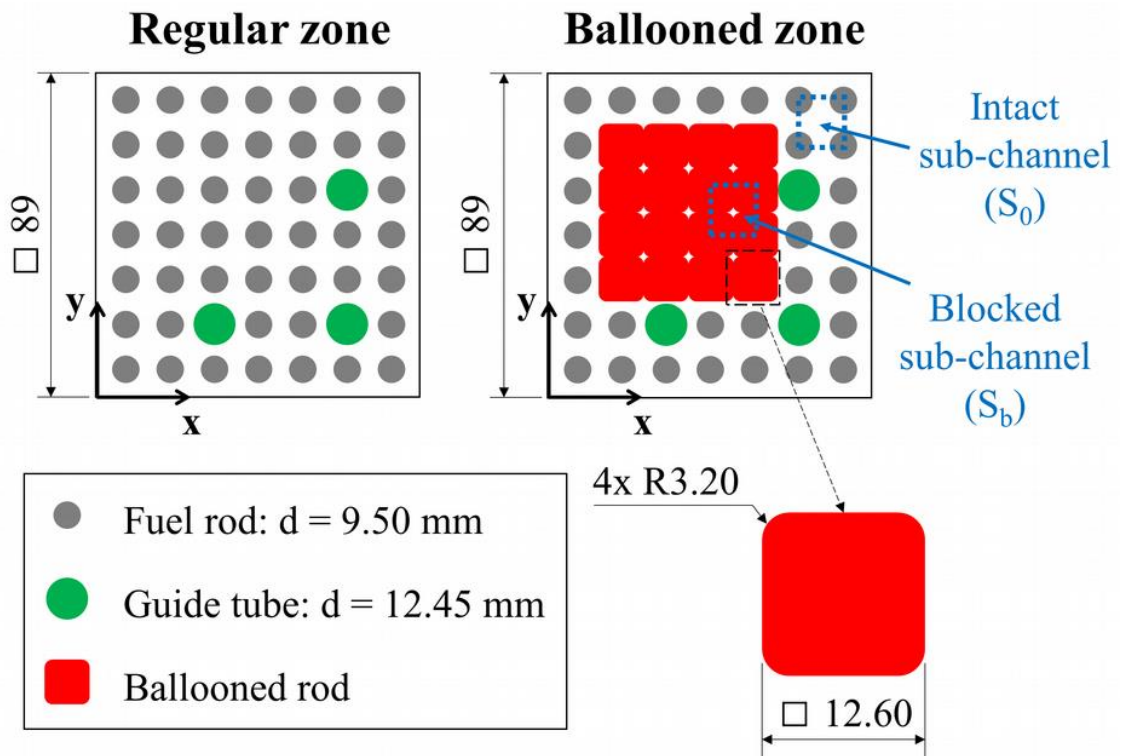 Regular zone
Ballooned zone
□ 89
□ 89
y
x
y
x
Intact
sub-channel
(S₀)
Blocked
sub-channel
(S_b)
4x R3.20
□ 12.60
Fuel rod: d = 9.50 mm
Guide tube: d = 12.45 mm
Ballooned rod